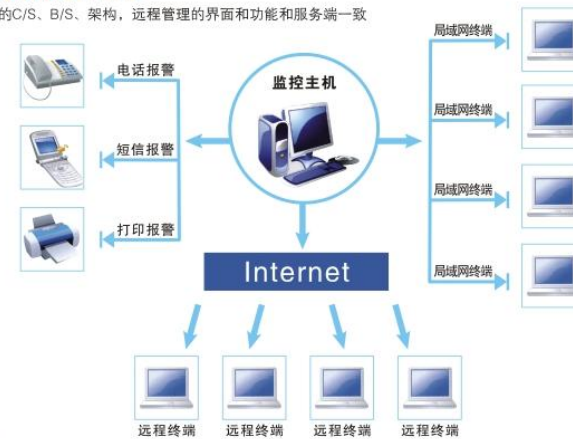 的C/S、B/S、架构，远程管理的界面和功能和服务端一致
局域网终端
电话报警
监控主机
局域网终端
短信报警
局域网终端
打印报警
局域网终端
Internet
远程终端 远程终端 远程终端 远程终端